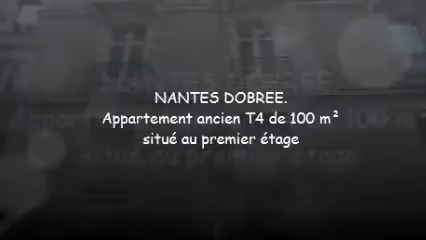 NANTES DOBREE.
Appartement ancien T4 de 100 m²
situé au premier étage